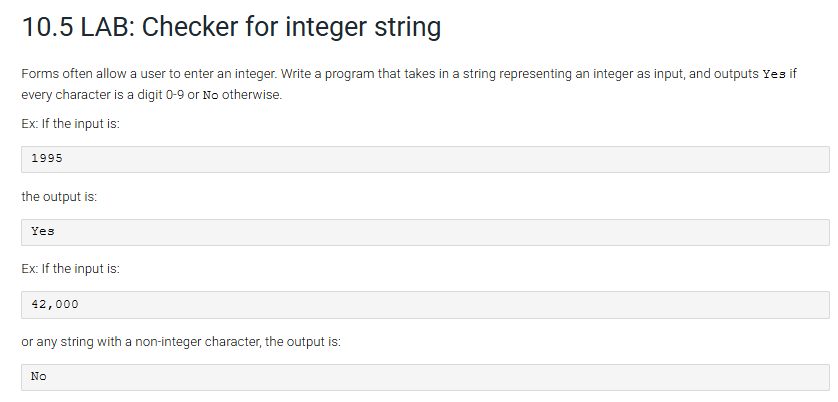 10.5 LAB: Checker for integer string
Forms often allow a user to enter an integer. Write a program that takes in a string representing an integer as input, and outputs Yes if
every character is a digit 0-9 or No otherwise.
Ex: If the input is:
1995
the output is:
Yes
Ex: If the input is:
42,000
or any string with a non-integer character, the output is:
No